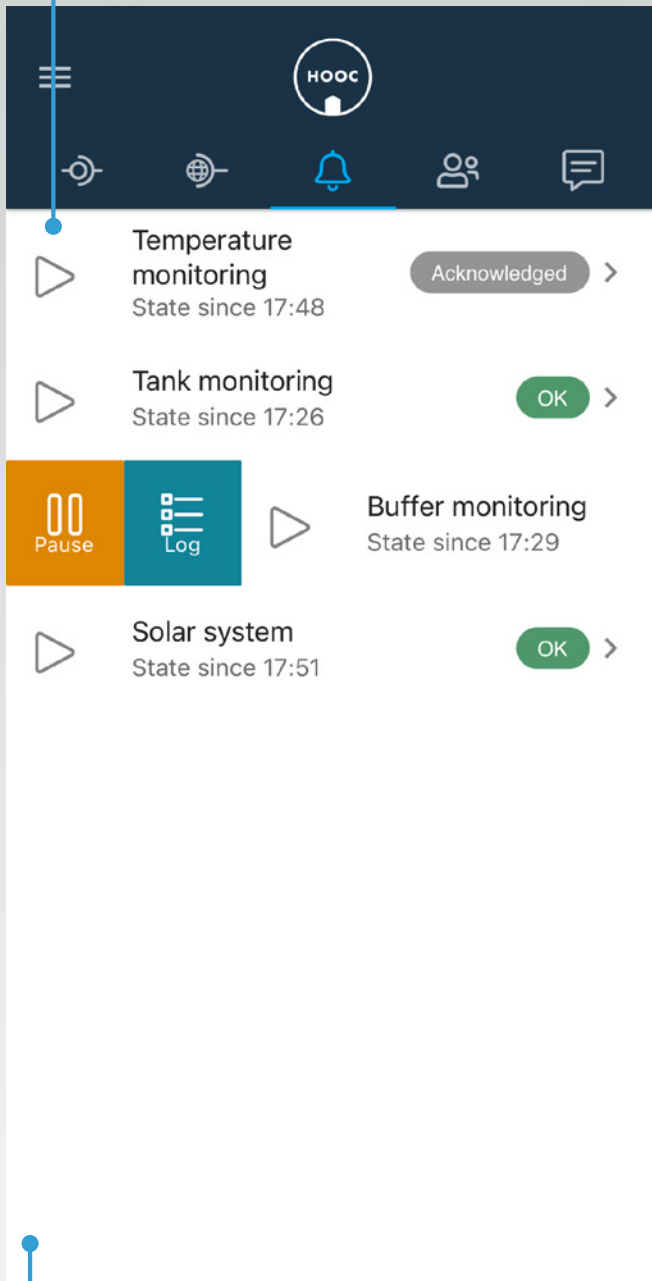 HOOC
Temperature
monitoring
State since 17:48
Acknowledged
Tank monitoring
State since 17:26
OK
Pause
Log
Buffer monitoring
State since 17:29
Solar system
State since 17:51
OK